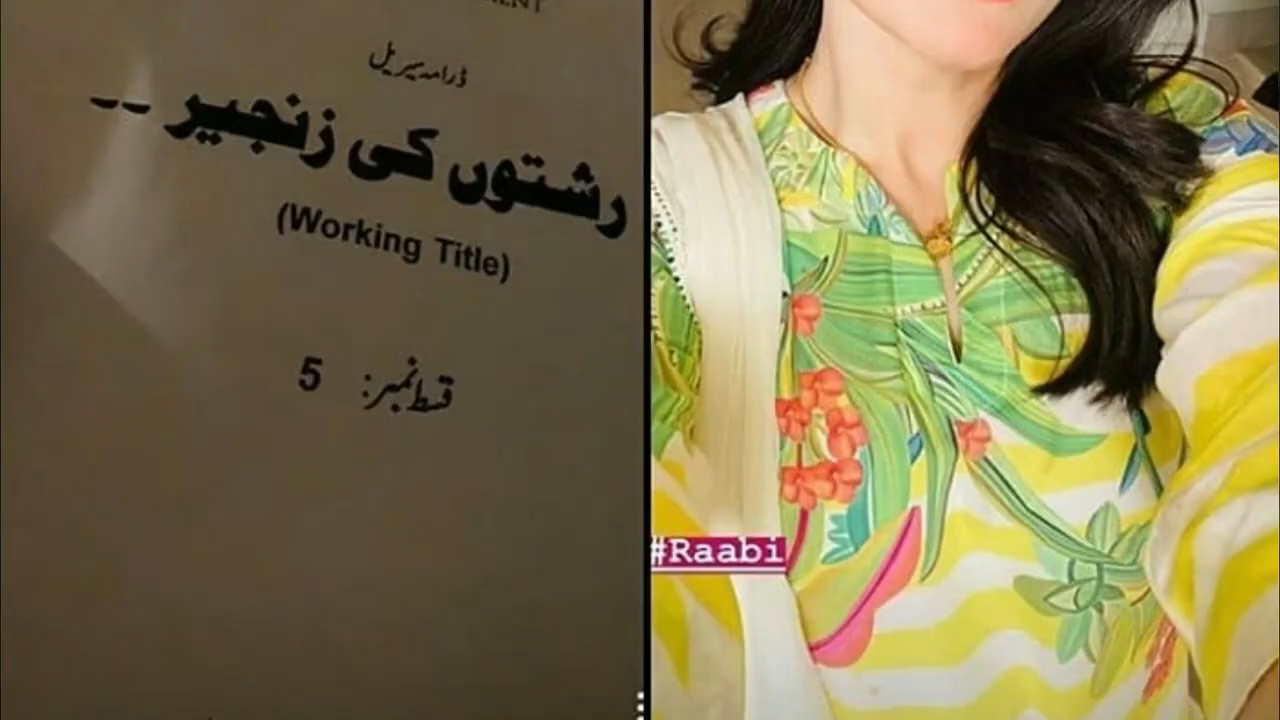 ڈرامہ سیریل
رشتوں کی زنجیر --
(Working Title)
قسط نمبر: 5
#Raabi